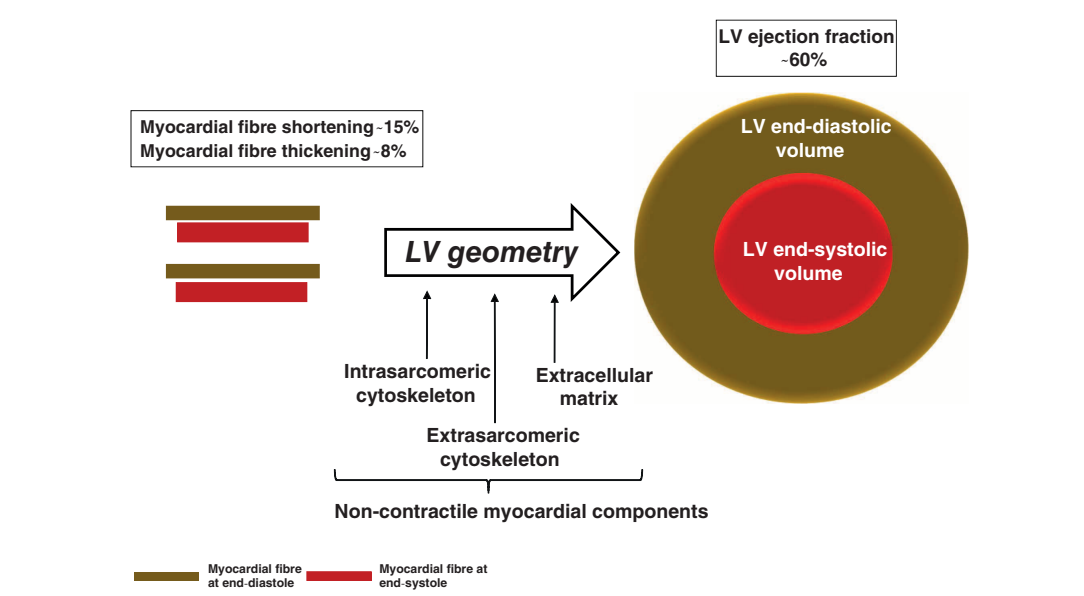 LV ejection fraction
~60%
Myocardial fibre shortening ~15%
Myocardial fibre thickening ~8%
LV end-diastolic
volume
LV geometry
LV end-systolic
volume
Intrasarcomeric
cytoskeleton
Extracellular
matrix
Extrasarcomeric
cytoskeleton
Non-contractile myocardial components
Myocardial fibre
at end-diastole
Myocardial fibre at
end-systole